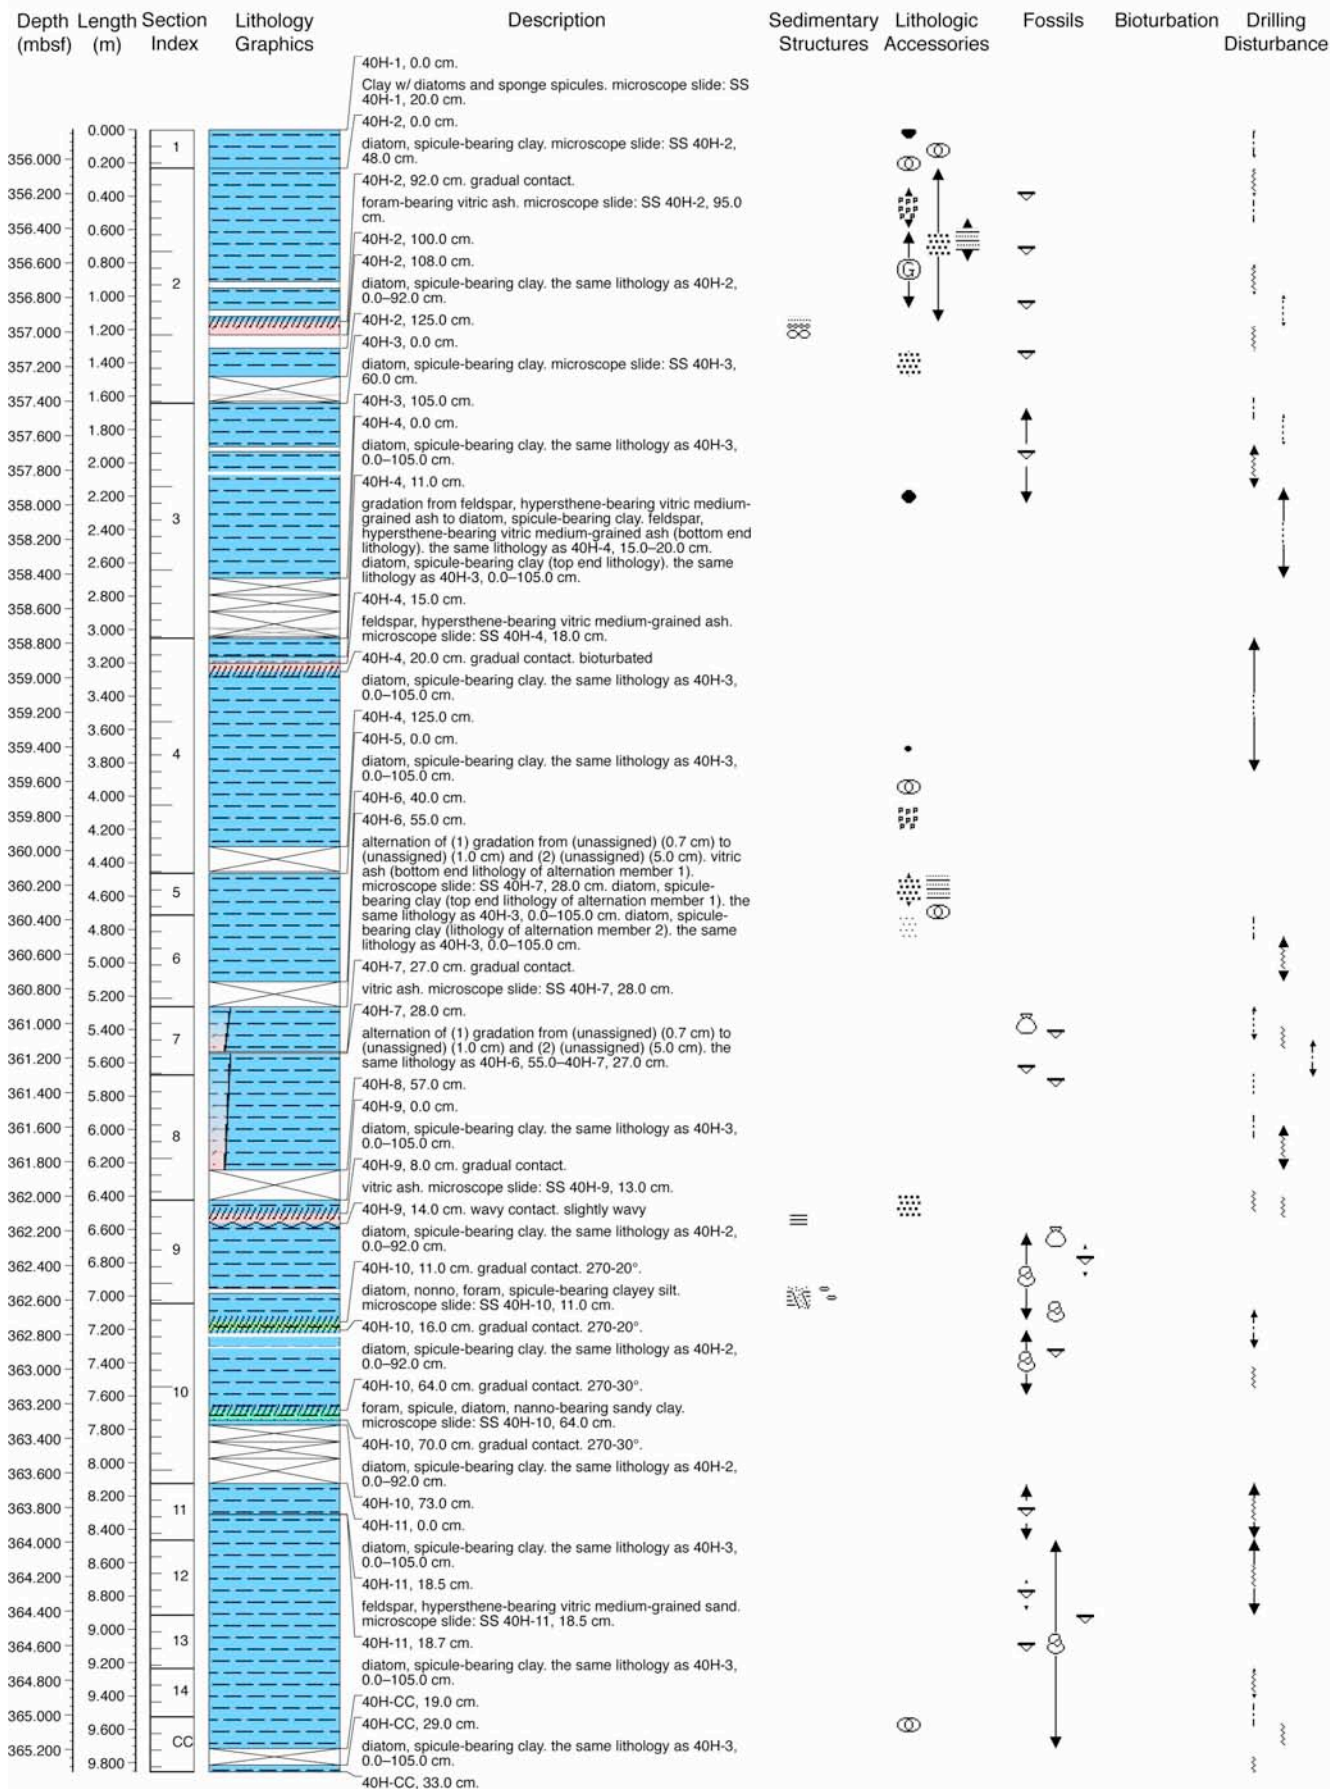 Depth Length Section Lithology Description Sedimentary Lithologic Fossils Bioturbation Drilling
(mbsf) (m) Index Graphics Structures Accessories Disturbance
40H-1, 0.0 cm.
Clay w/ diatoms and sponge spicules. microscope slide: SS
40H-1, 20.0 cm.
40H-2, 0.0 cm.
diatom, spicule-bearing clay. microscope slide: SS 40H-2,
48.0 cm.
40H-2, 92.0 cm. gradual contact.
foram-bearing vitric ash. microscope slide: SS 40H-2, 95.0
cm.
40H-2, 100.0 cm.
40H-2, 108.0 cm.
diatom, spicule-bearing clay. the same lithology as 40H-2,
0.0–92.0 cm.
40H-2, 125.0 cm.
40H-3, 0.0 cm.
diatom, spicule-bearing clay. microscope slide: SS 40H-3,
60.0 cm.
40H-3, 105.0 cm.
40H-4, 0.0 cm.
diatom, spicule-bearing clay. the same lithology as 40H-3,
0.0–105.0 cm.
40H-4, 11.0 cm.
gradation from feldspar, hypersthene-bearing vitric medium-
grained ash to diatom, spicule-bearing clay. feldspar,
hypersthene-bearing vitric medium-grained ash (bottom end
lithology). the same lithology as 40H-4, 15.0–20.0 cm.
diatom, spicule-bearing clay (top end lithology). the same
lithology as 40H-3, 0.0–105.0 cm.
40H-4, 15.0 cm.
feldspar, hypersthene-bearing vitric medium-grained ash.
microscope slide: SS 40H-4, 18.0 cm.
40H-4, 20.0 cm. gradual contact. bioturbated
diatom, spicule-bearing clay. the same lithology as 40H-3,
0.0–105.0 cm.
40H-4, 125.0 cm.
40H-5, 0.0 cm.
diatom, spicule-bearing clay. the same lithology as 40H-3,
0.0–105.0 cm.
40H-6, 40.0 cm.
40H-6, 55.0 cm.
alternation of (1) gradation from (unassigned) (0.7 cm) to
(unassigned) (1.0 cm) and (2) (unassigned) (5.0 cm). vitric
ash (bottom end lithology of alternation member 1).
microscope slide: SS 40H-7, 28.0 cm. diatom, spicule-
bearing clay (top end lithology of alternation member 1). the
same lithology as 40H-3, 0.0–105.0 cm. diatom, spicule-
bearing clay (lithology of alternation member 2). the same
lithology as 40H-3, 0.0–105.0 cm.
40H-7, 27.0 cm. gradual contact.
vitric ash. microscope slide: SS 40H-7, 28.0 cm.
40H-7, 28.0 cm.
alternation of (1) gradation from (unassigned) (0.7 cm) to
(unassigned) (1.0 cm) and (2) (unassigned) (5.0 cm). the
same lithology as 40H-6, 55.0–40H-7, 27.0 cm.
40H-8, 57.0 cm.
40H-9, 0.0 cm.
diatom, spicule-bearing clay. the same lithology as 40H-3,
0.0–105.0 cm.
40H-9, 8.0 cm. gradual contact.
vitric ash. microscope slide: SS 40H-9, 13.0 cm.
40H-9, 14.0 cm. wavy contact. slightly wavy
diatom, spicule-bearing clay. the same lithology as 40H-2,
0.0–92.0 cm.
40H-10, 11.0 cm. gradual contact. 270-20°.
diatom, nonno, foram, spicule-bearing clayey silt.
microscope slide: SS 40H-10, 11.0 cm.
40H-10, 16.0 cm. gradual contact. 270-20°.
diatom, spicule-bearing clay. the same lithology as 40H-2,
0.0–92.0 cm.
40H-10, 64.0 cm. gradual contact. 270-30°.
foram, spicule, diatom, nanno-bearing sandy clay.
microscope slide: SS 40H-10, 64.0 cm.
40H-10, 70.0 cm. gradual contact. 270-30°.
diatom, spicule-bearing clay. the same lithology as 40H-2,
0.0–92.0 cm.
40H-10, 73.0 cm.
40H-11, 0.0 cm.
diatom, spicule-bearing clay. the same lithology as 40H-3,
0.0–105.0 cm.
40H-11, 18.5 cm.
feldspar, hypersthene-bearing vitric medium-grained sand.
microscope slide: SS 40H-11, 18.5 cm.
40H-11, 18.7 cm.
diatom, spicule-bearing clay. the same lithology as 40H-3,
0.0–105.0 cm.
40H-CC, 19.0 cm.
40H-CC, 29.0 cm.
diatom, spicule-bearing clay. the same lithology as 40H-3,
0.0–105.0 cm.
40H-CC, 33.0 cm.
356.000
356.200
356.400
356.600
356.800
357.000
357.200
357.400
357.600
357.800
358.000
358.200
358.400
358.600
358.800
359.000
359.200
359.400
359.600
359.800
360.000
360.200
360.400
360.600
360.800
361.000
361.200
361.400
361.600
361.800
362.000
362.200
362.400
362.600
362.800
363.000
363.200
363.400
363.600
363.800
364.000
364.200
364.400
364.600
364.800
365.000
365.200
0.000
0.200
0.400
0.600
0.800
1.000
1.200
1.400
1.600
1.800
2.000
2.200
2.400
2.600
2.800
3.000
3.200
3.400
3.600
3.800
4.000
4.200
4.400
4.600
4.800
5.000
5.200
5.400
5.600
5.800
6.000
6.200
6.400
6.600
6.800
7.000
7.200
7.400
7.600
7.800
8.000
8.200
8.400
8.600
8.800
9.000
9.200
9.400
9.600
9.800
1
2
3
4
5
6
7
8
9
10
11
12
13
14
CC
G